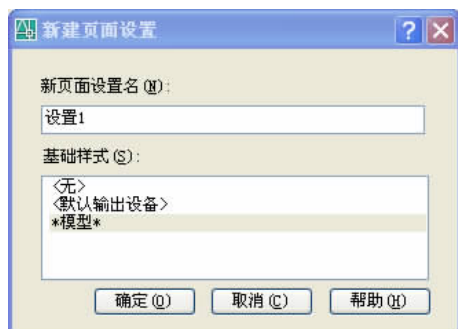 新建页面设置
新页面设置名(N):
设置1
基础样式(S):
<无>
<默认输出设备>
*模型*
确定(O) 取消(C) 帮助(H)